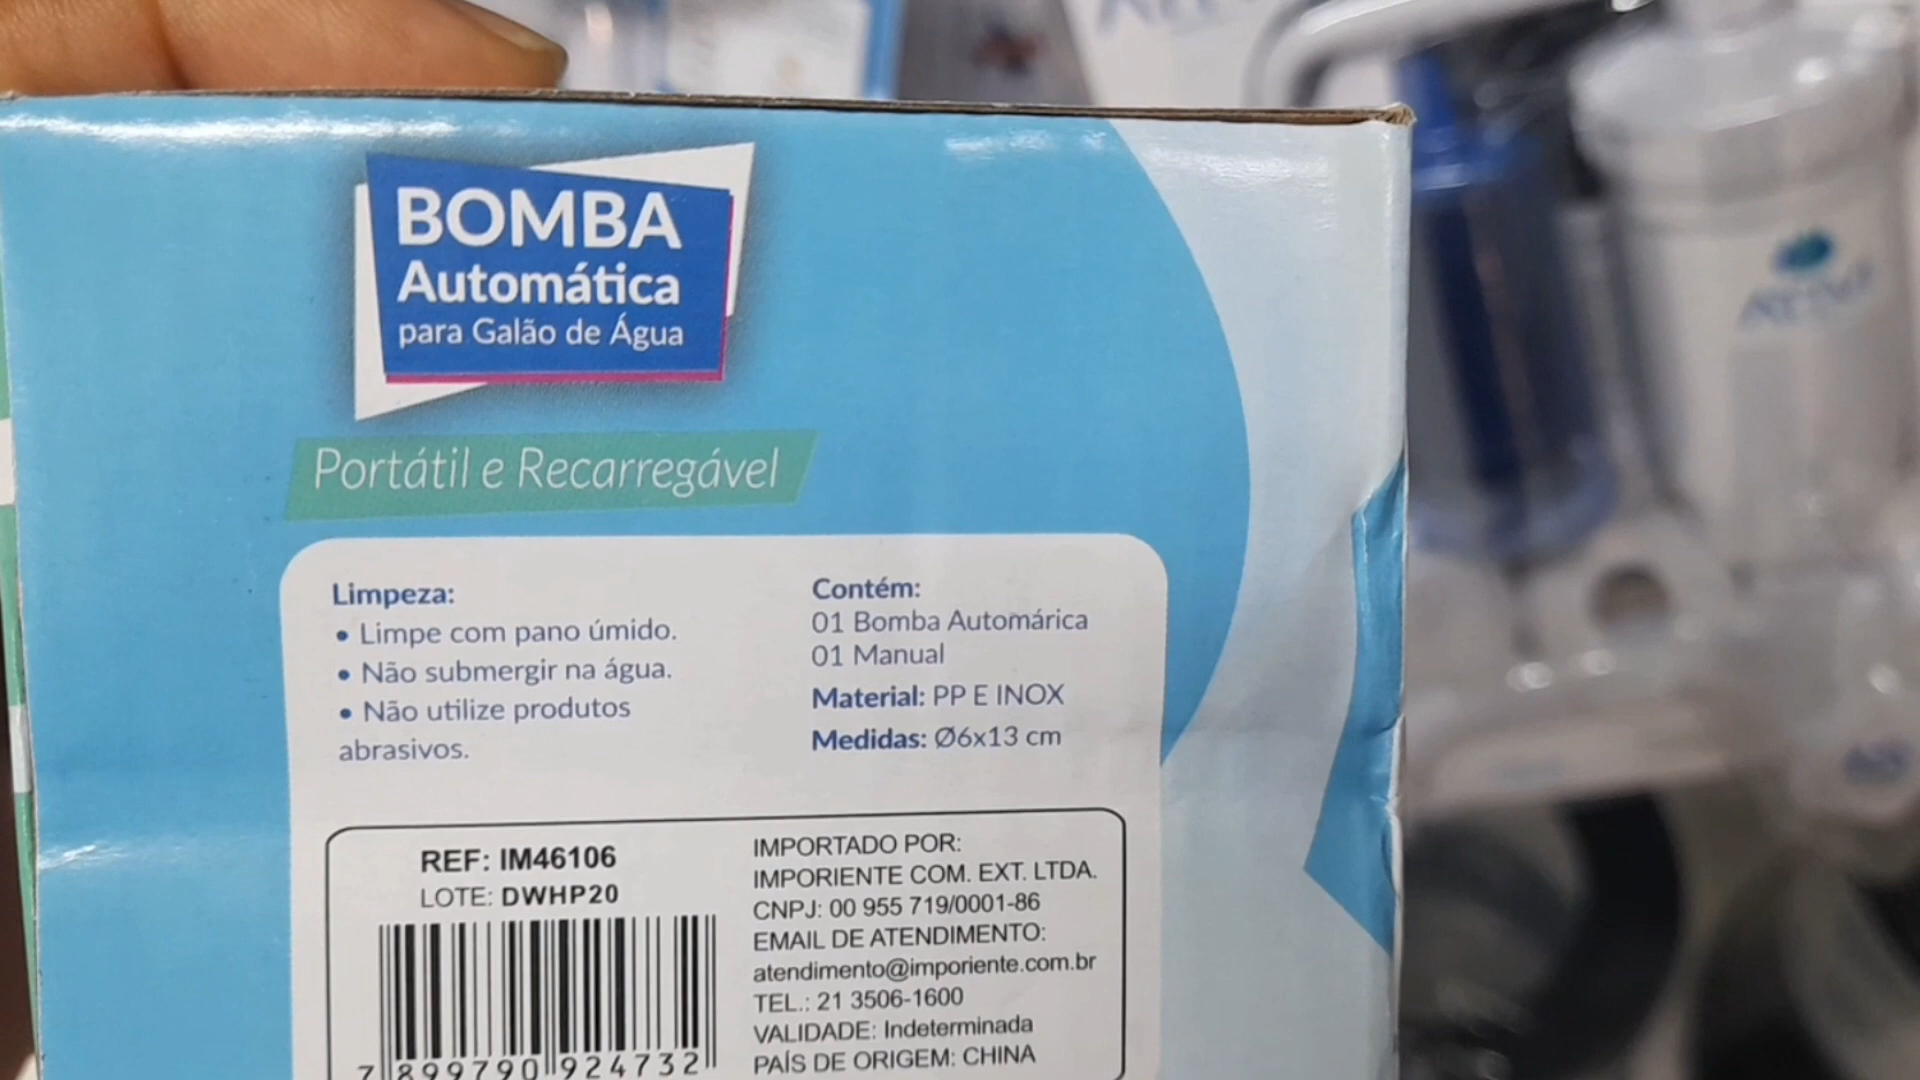 BOMBA
Automática
para Galão de Água
Portátil e Recarregável
Limpeza:
• Limpe com pano úmido.
• Não submergir na água.
• Não utilize produtos
abrasivos.
Contém:
01 Bomba Automárica
01 Manual
Material: PP E INOX
Medidas: Ø6x13 cm
REF: IM46106
LOTE: DWHP20
7 899790 924732
IMPORTADO POR:
IMPORIENTE COM. EXT. LTDA.
CNPJ: 00 955 719/0001-86
EMAIL DE ATENDIMENTO:
atendimento@imporiente.com.br
TEL.: 21 3506-1600
VALIDADE: Indeterminada
PAÍS DE ORIGEM: CHINA